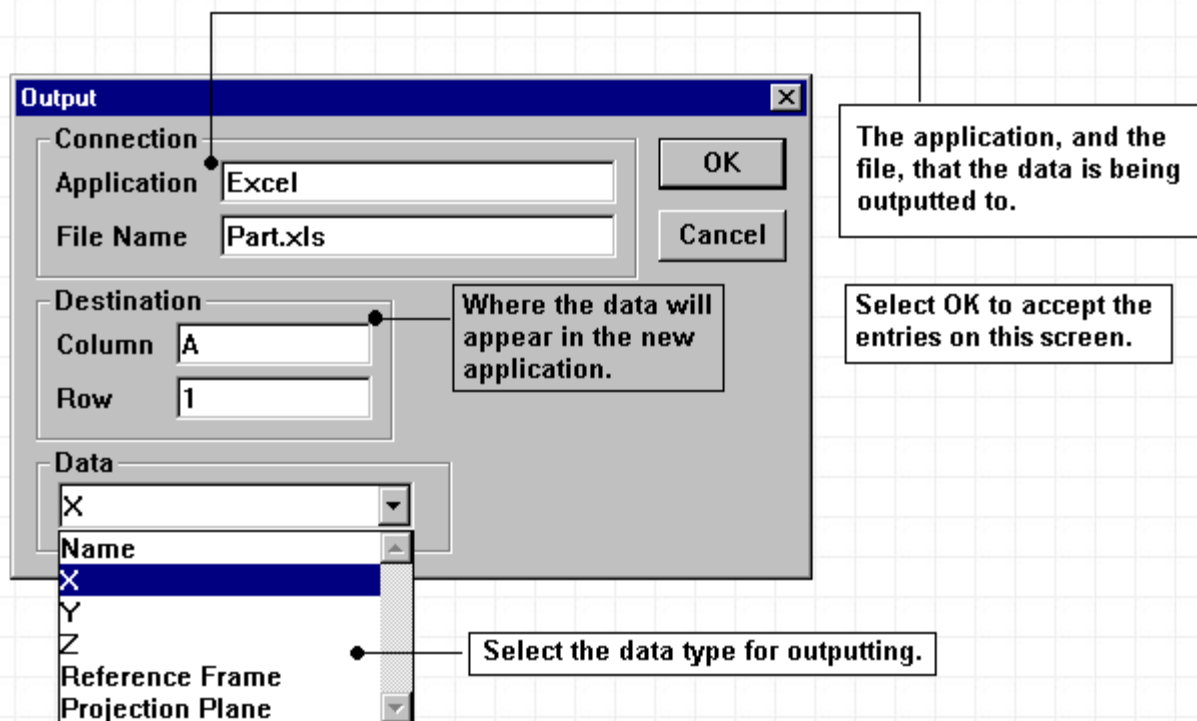 Output
Connection
Application Excel
File Name Part.xls
OK
Cancel
The application, and the
file, that the data is being
outputted to.
Destination
Column A
Row 1
Where the data will
appear in the new
application.
Select OK to accept the
entries on this screen.
Data
X
Name
X
Y
Z
Reference Frame
Projection Plane
Select the data type for outputting.